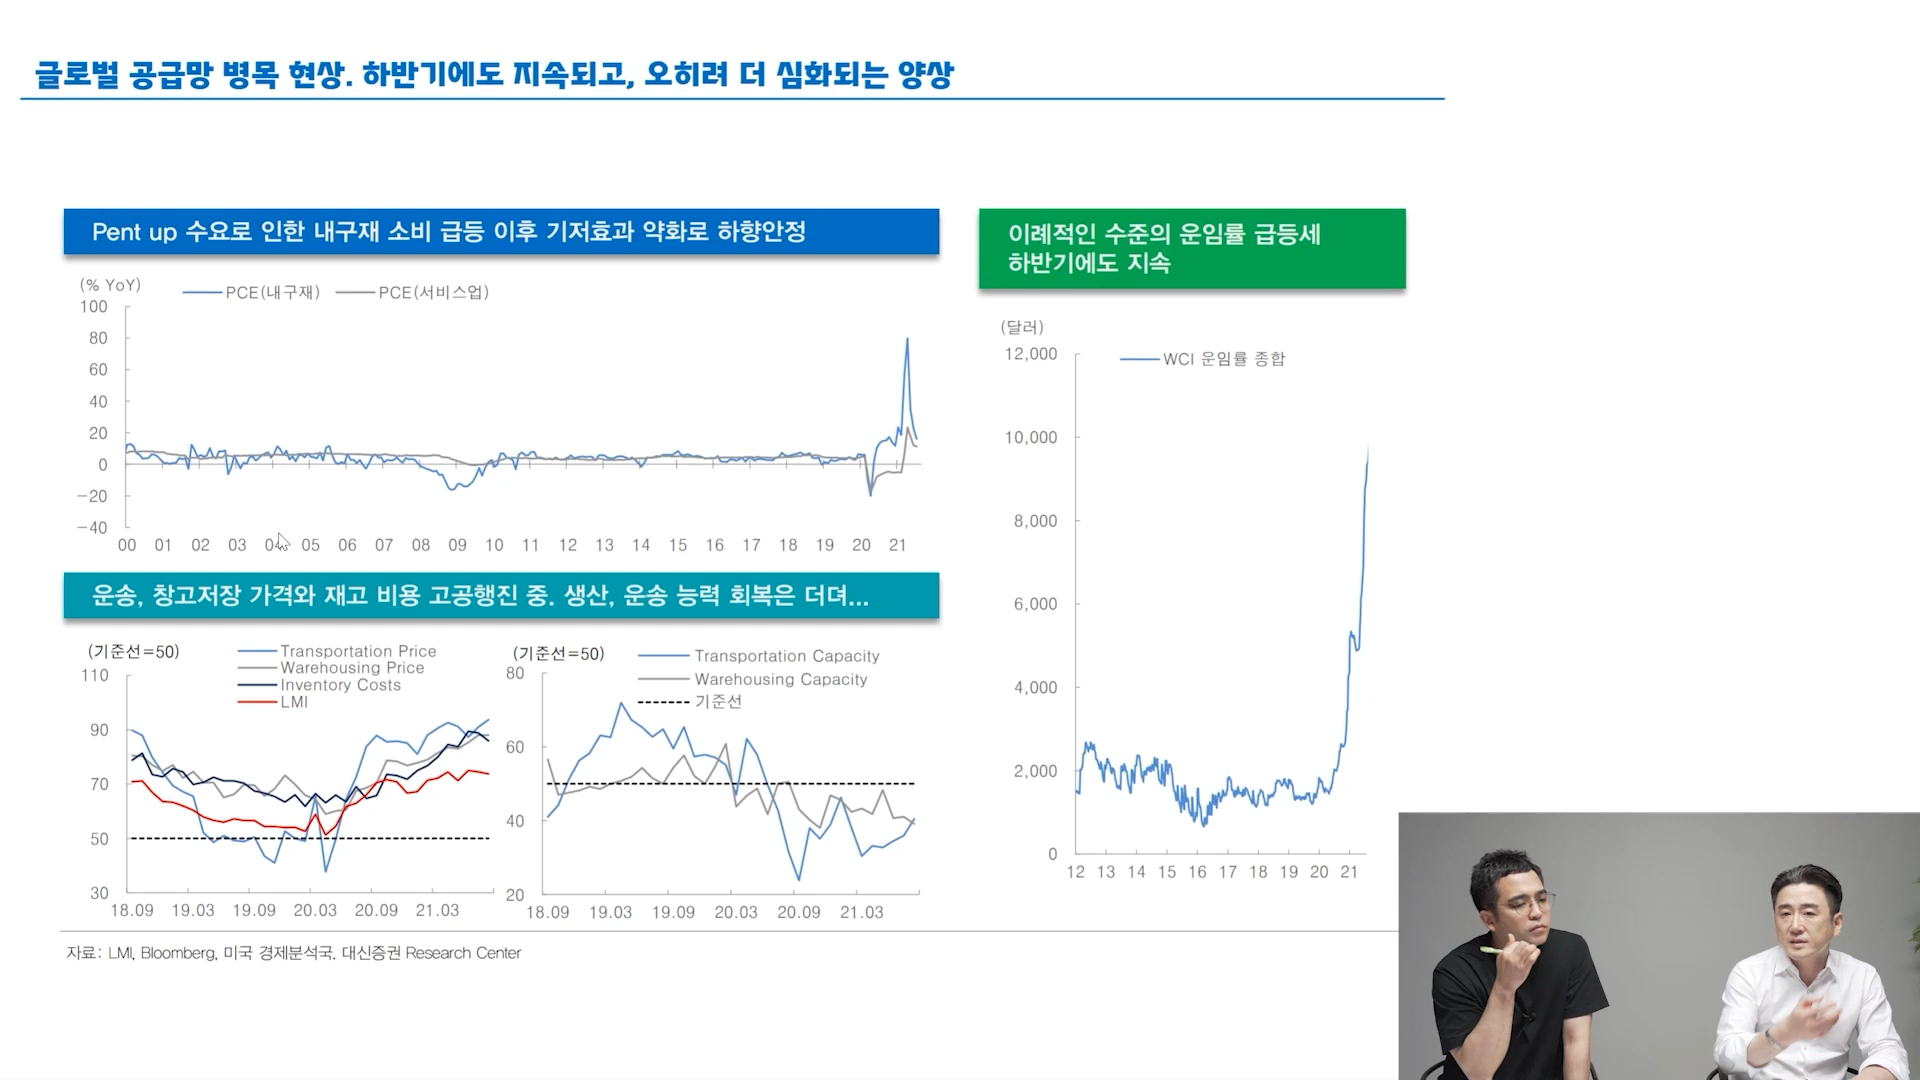 글로벌 공급망 병목 현상. 하반기에도 지속되고, 오히려 더 심화되는 양상
Pent up 수요로 인한 내구재 소비 급등 이후 기저효과 약화로 하향안정
(% YoY)
PCE(내구재)
PCE(서비스업)
100
80
60
40
20
0
−20
−40
00 01 02 03 04 05 06 07 08 09 10 11 12 13 14 15 16 17 18 19 20 21
운송, 창고저장 가격와 재고 비용 고공행진 중. 생산, 운송 능력 회복은 더뎌...
(기준선=50)
Transportation Price
Warehousing Price
Inventory Costs
LMI
110
90
70
50
30
18.09 19.03 19.09 20.03 20.09 21.03
(기준선=50)
Transportation Capacity
Warehousing Capacity
기준선
80
60
40
20
18.09 19.03 19.09 20.03 20.09 21.03
이례적인 수준의 운임률 급등세
하반기에도 지속
(달러)
WCI 운임률 종합
12,000
10,000
8,000
6,000
4,000
2,000
0
12 13 14 15 16 17 18 19 20 21
자료: LMI, Bloomberg, 미국 경제분석국, 대신증권 Research Center